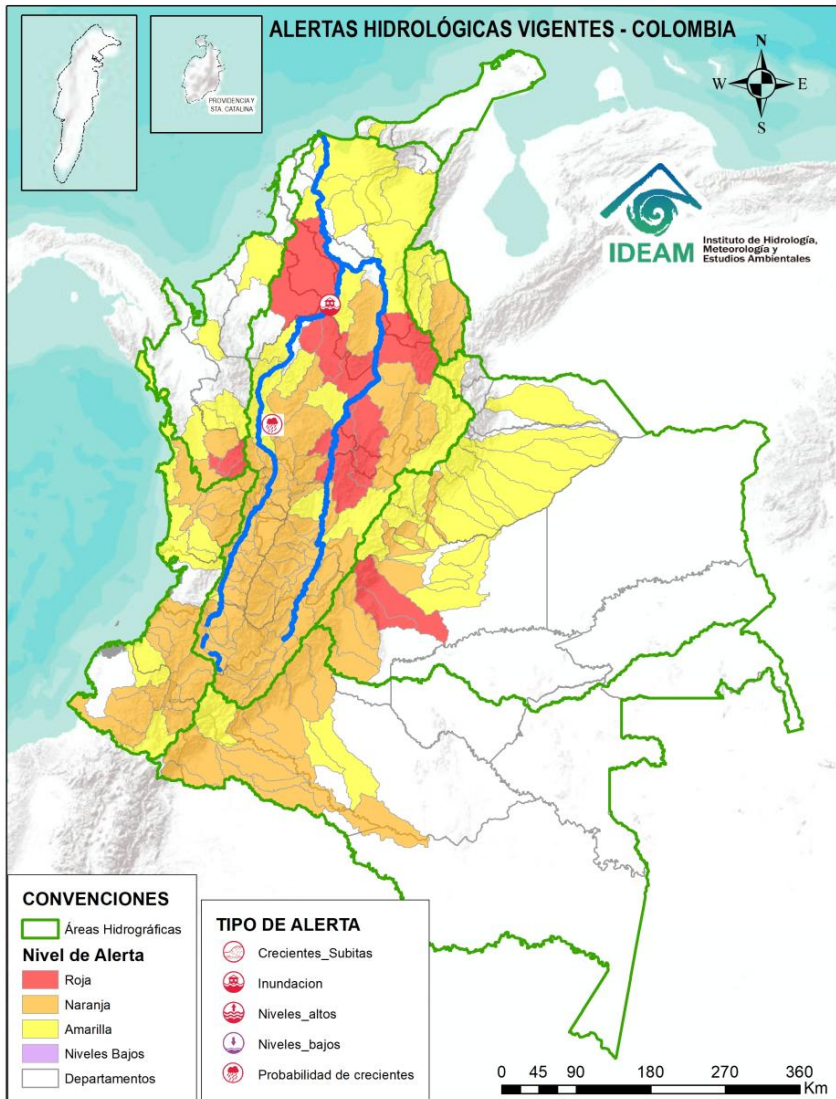 ALERTAS HIDROLÓGICAS VIGENTES - COLOMBIA
PROVIDENCIA Y
STA. CATALINA
N
W
E
S
IDEAM
Instituto de Hidrología,
Meteorología y
Estudios Ambientales
CONVENCIONES
Áreas Hidrográficas
Nivel de Alerta
Roja
Naranja
Amarilla
Niveles Bajos
Departamentos
TIPO DE ALERTA
Crecientes_Subitas
Inundacion
Niveles_altos
Niveles_bajos
Probabilidad de crecientes
0 45 90 180 270 360
Km